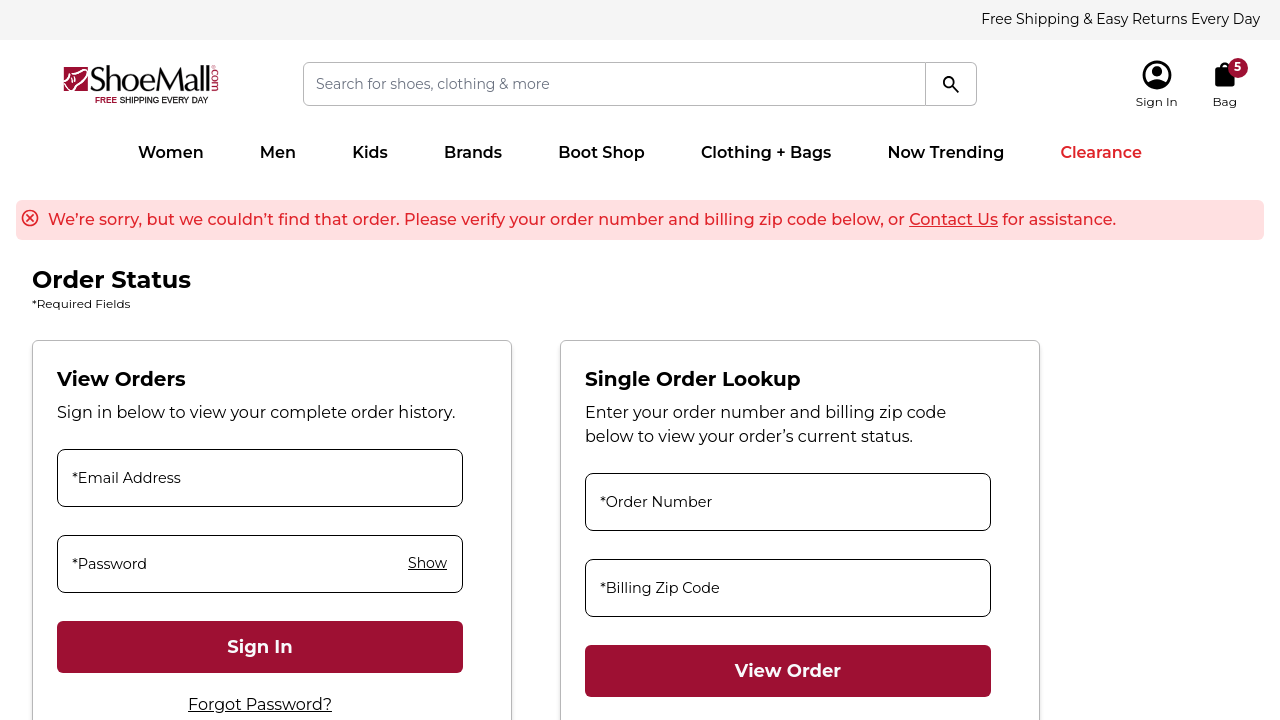 Free Shipping & Easy Returns Every Day
ShoeMall.com®
FREE SHIPPING EVERY DAY
Search for shoes, clothing & more
Sign In
5
Bag
Women Men Kids Brands Boot Shop Clothing + Bags Now Trending Clearance
We’re sorry, but we couldn’t find that order. Please verify your order number and billing zip code below, or Contact Us for assistance.
Order Status
*Required Fields
View Orders
Sign in below to view your complete order history.
*Email Address
*Password Show
Sign In
Forgot Password?
Single Order Lookup
Enter your order number and billing zip code
below to view your order’s current status.
*Order Number
*Billing Zip Code
View Order